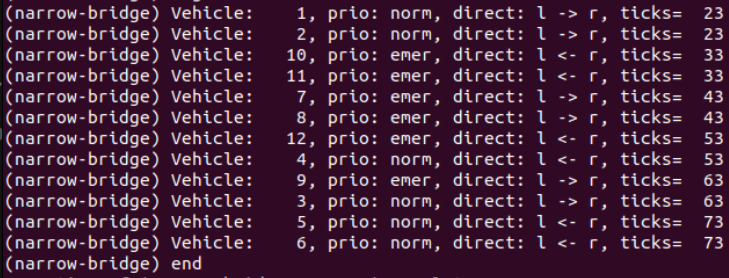 (narrow-bridge) Vehicle:    1, prio: norm, direct: l -> r, ticks=  23
(narrow-bridge) Vehicle:    2, prio: norm, direct: l -> r, ticks=  23
(narrow-bridge) Vehicle:   10, prio: emer, direct: l <- r, ticks=  33
(narrow-bridge) Vehicle:   11, prio: emer, direct: l <- r, ticks=  33
(narrow-bridge) Vehicle:    7, prio: emer, direct: l -> r, ticks=  43
(narrow-bridge) Vehicle:    8, prio: emer, direct: l -> r, ticks=  43
(narrow-bridge) Vehicle:   12, prio: emer, direct: l <- r, ticks=  53
(narrow-bridge) Vehicle:    4, prio: norm, direct: l <- r, ticks=  53
(narrow-bridge) Vehicle:    9, prio: emer, direct: l -> r, ticks=  63
(narrow-bridge) Vehicle:    3, prio: norm, direct: l -> r, ticks=  63
(narrow-bridge) Vehicle:    5, prio: norm, direct: l <- r, ticks=  73
(narrow-bridge) Vehicle:    6, prio: norm, direct: l <- r, ticks=  73
(narrow-bridge) end